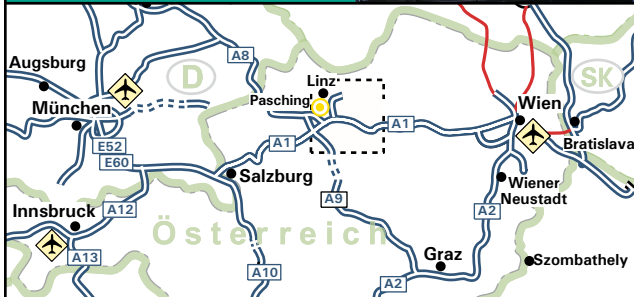 Augsburg
A8
D
Linz
SK
München
Pasching
Wien
A1
A1
Bratislava
E52
E60
Salzburg
Wiener
Neustadt
A9
Innsbruck
A12
A2
Österreich
Graz
Szombathely
A13
A10
A2